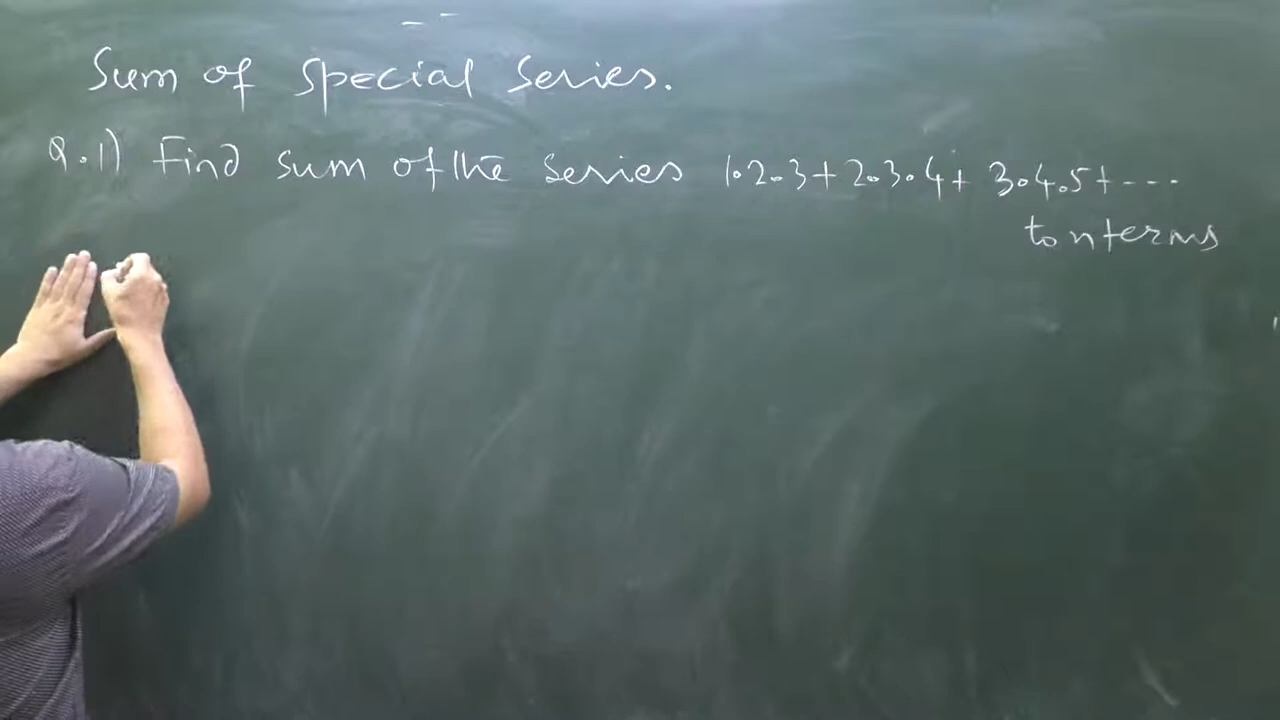 Sum of Special Series.
Q.1) Find sum of the series 1.2.3+2.3.4+ 3.4.5+----
to n terms